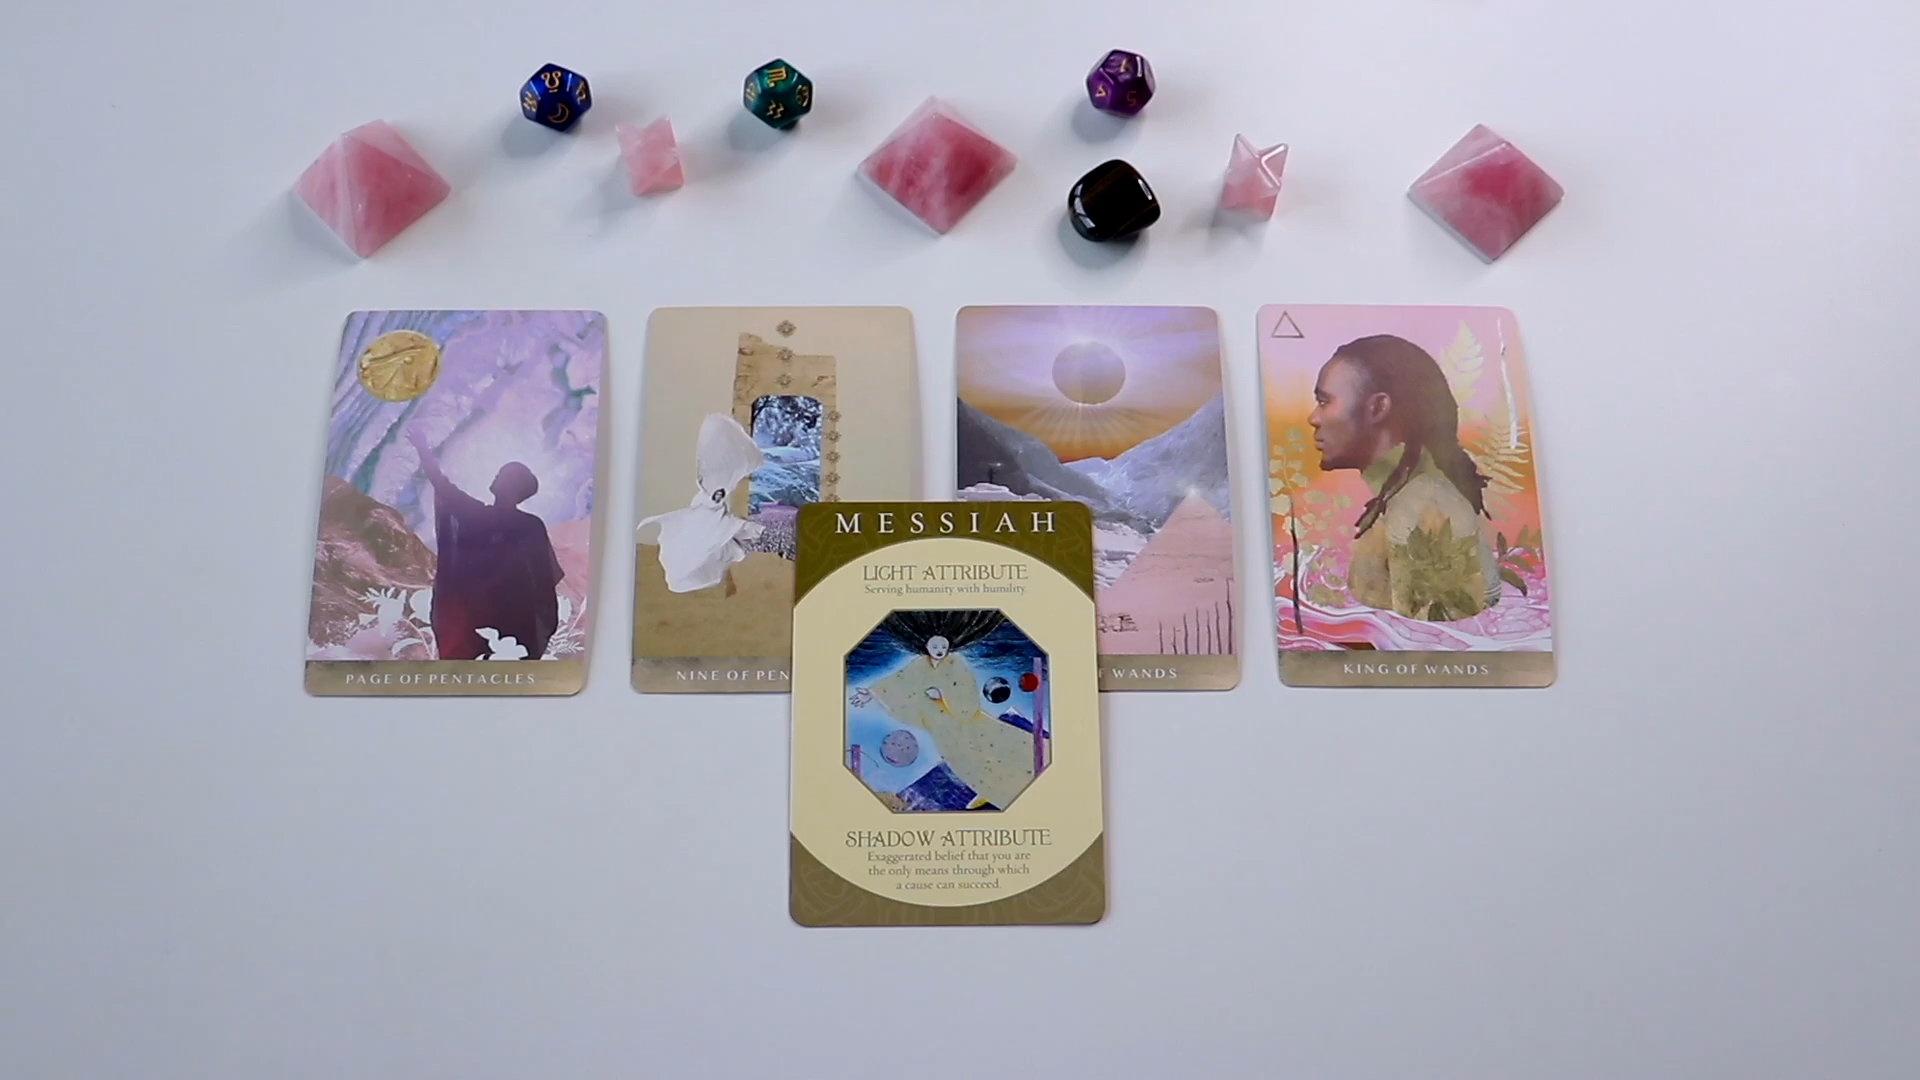 PAGE OF PENTACLES
NINE OF PEN
F WANDS
KING OF WANDS
MESSIAH
LIGHT ATTRIBUTE
Serving humanity with humility.
SHADOW ATTRIBUTE
Exaggerated belief that you are
the only means through which
a cause can succeed.